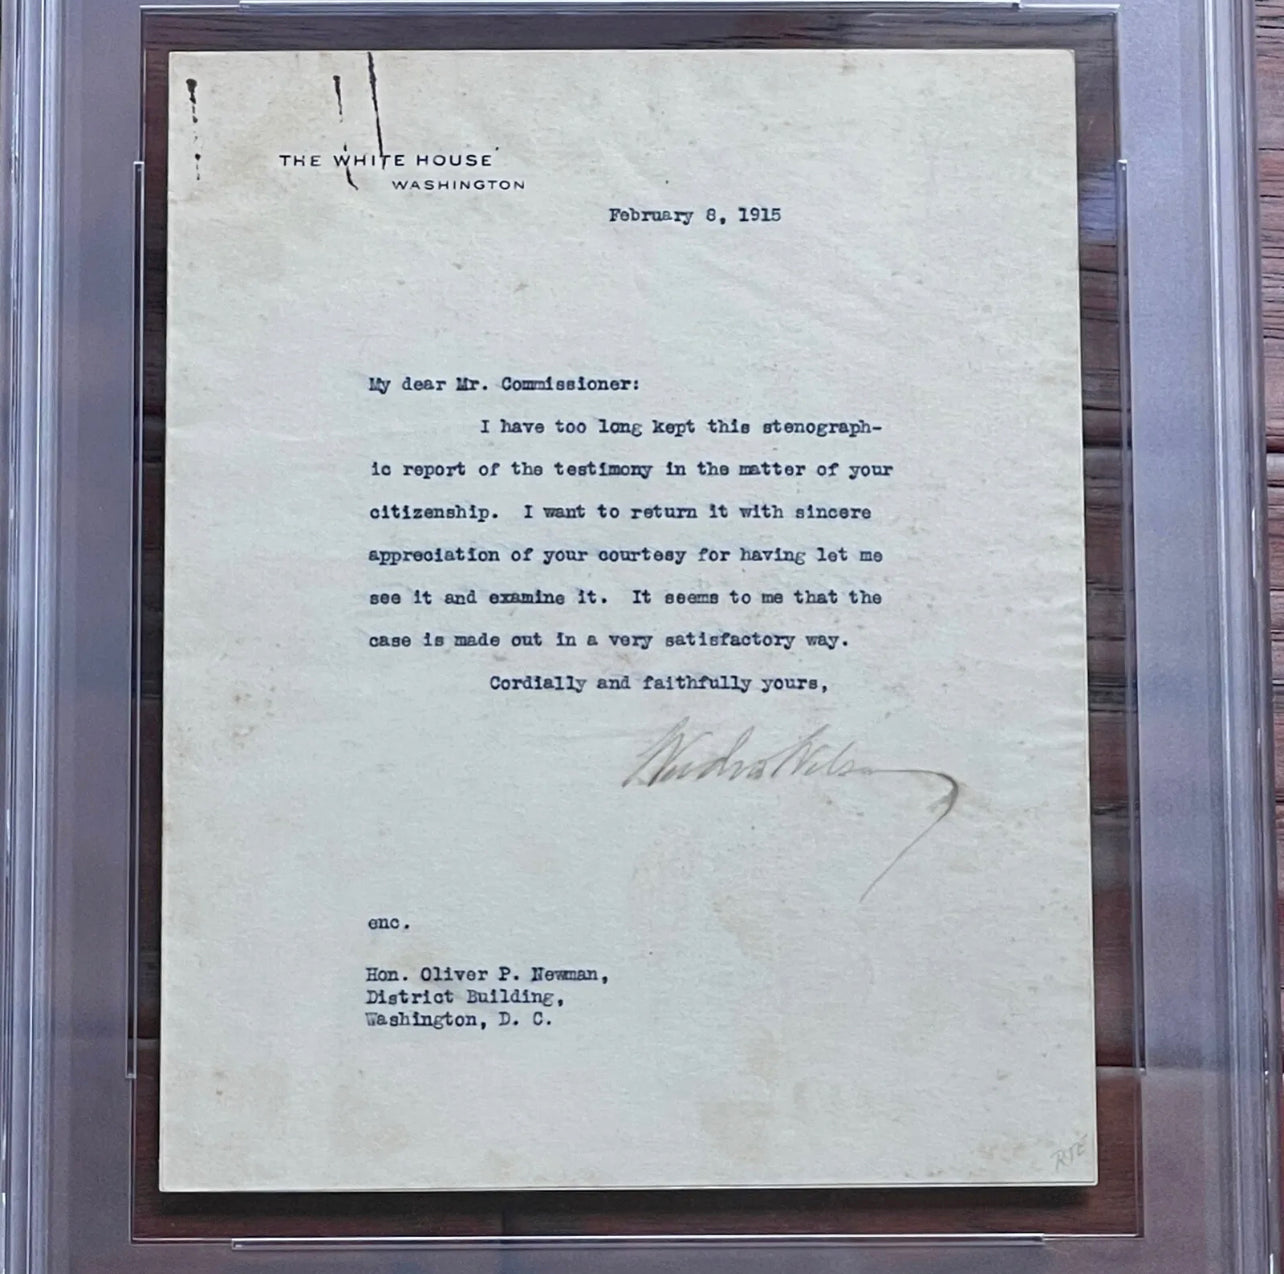 THE WHITE HOUSE
WASHINGTON
February 8, 1915
My dear Mr. Commissioner:
I have too long kept this stenograph-
ic report of the testimony in the matter of your
citizenship. I want to return it with sincere
appreciation of your courtesy for having let me
see it and examine it. It seems to me that the
case is made out in a very satisfactory way.
Cordially and faithfully yours,
Woodrow Wilson
enc.
Hon. Oliver P. Newman,
District Building,
Washington, D. C.